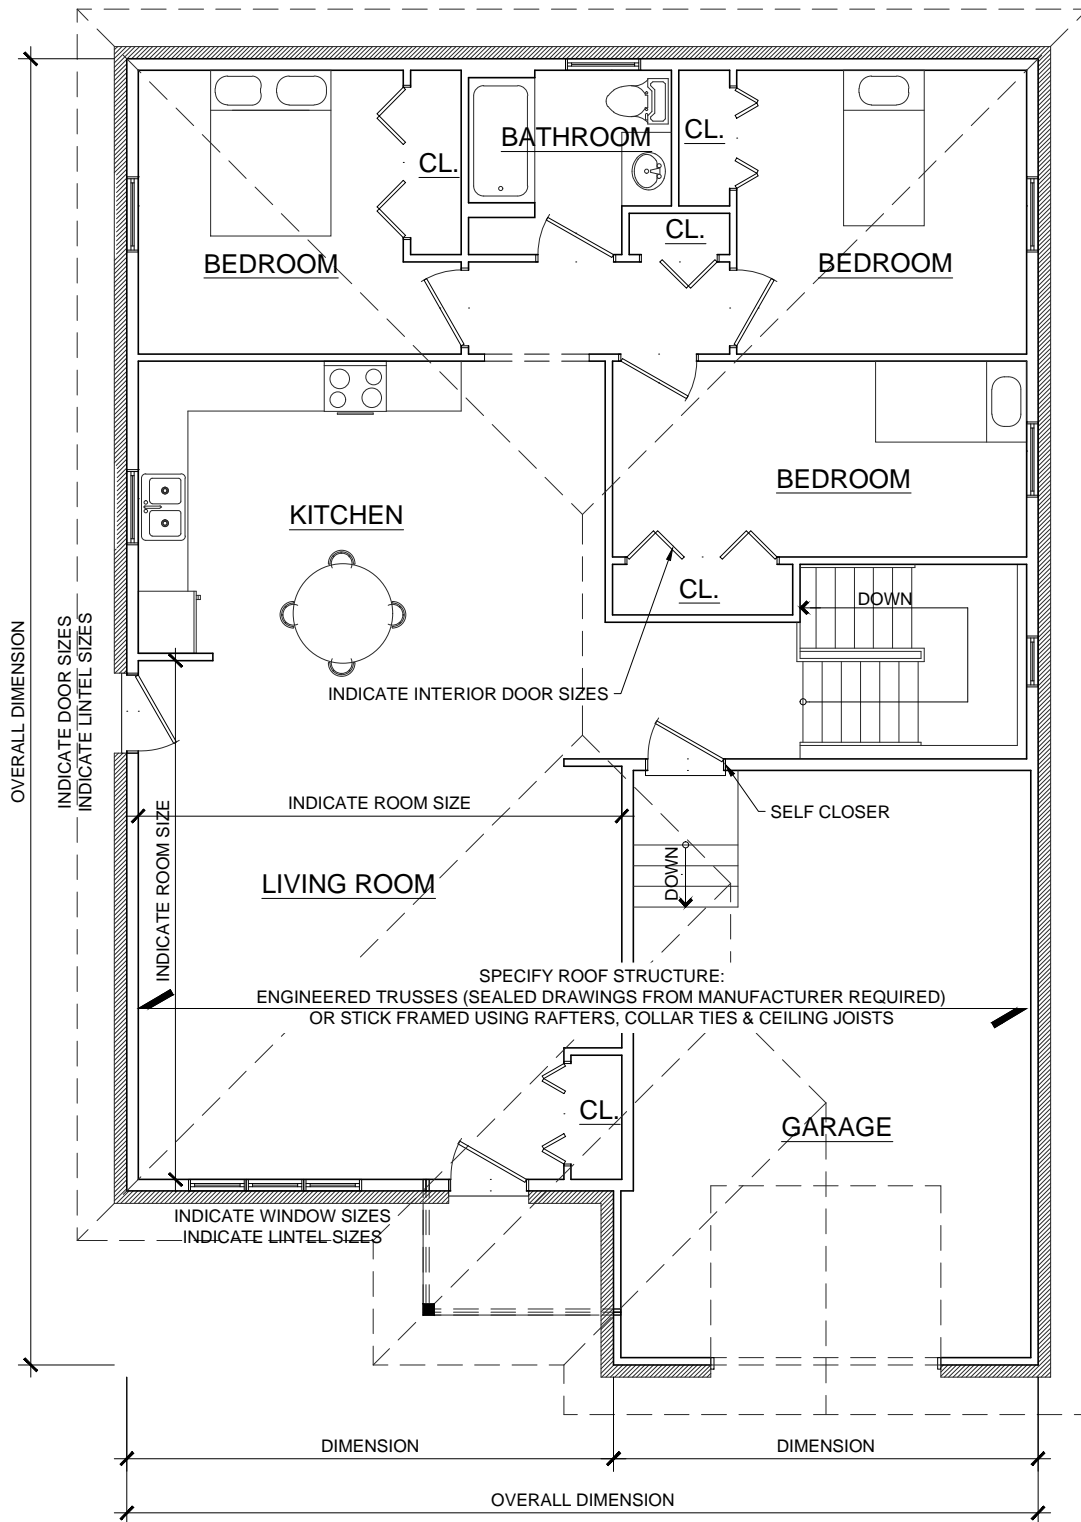 BATHROOM
CL.
CL.
CL.
BEDROOM
BEDROOM
BEDROOM
KITCHEN
CL.
DOWN
INDICATE INTERIOR DOOR SIZES
OVERALL DIMENSION
INDICATE DOOR SIZES
INDICATE LINTEL SIZES
INDICATE ROOM SIZE
SELF CLOSER
INDICATE ROOM SIZE
DOWN
LIVING ROOM
SPECIFY ROOF STRUCTURE:
ENGINEERED TRUSSES (SEALED DRAWINGS FROM MANUFACTURER REQUIRED)
OR STICK FRAMED USING RAFTERS, COLLAR TIES & CEILING JOISTS
CL.
GARAGE
INDICATE WINDOW SIZES
INDICATE LINTEL SIZES
DIMENSION
DIMENSION
OVERALL DIMENSION